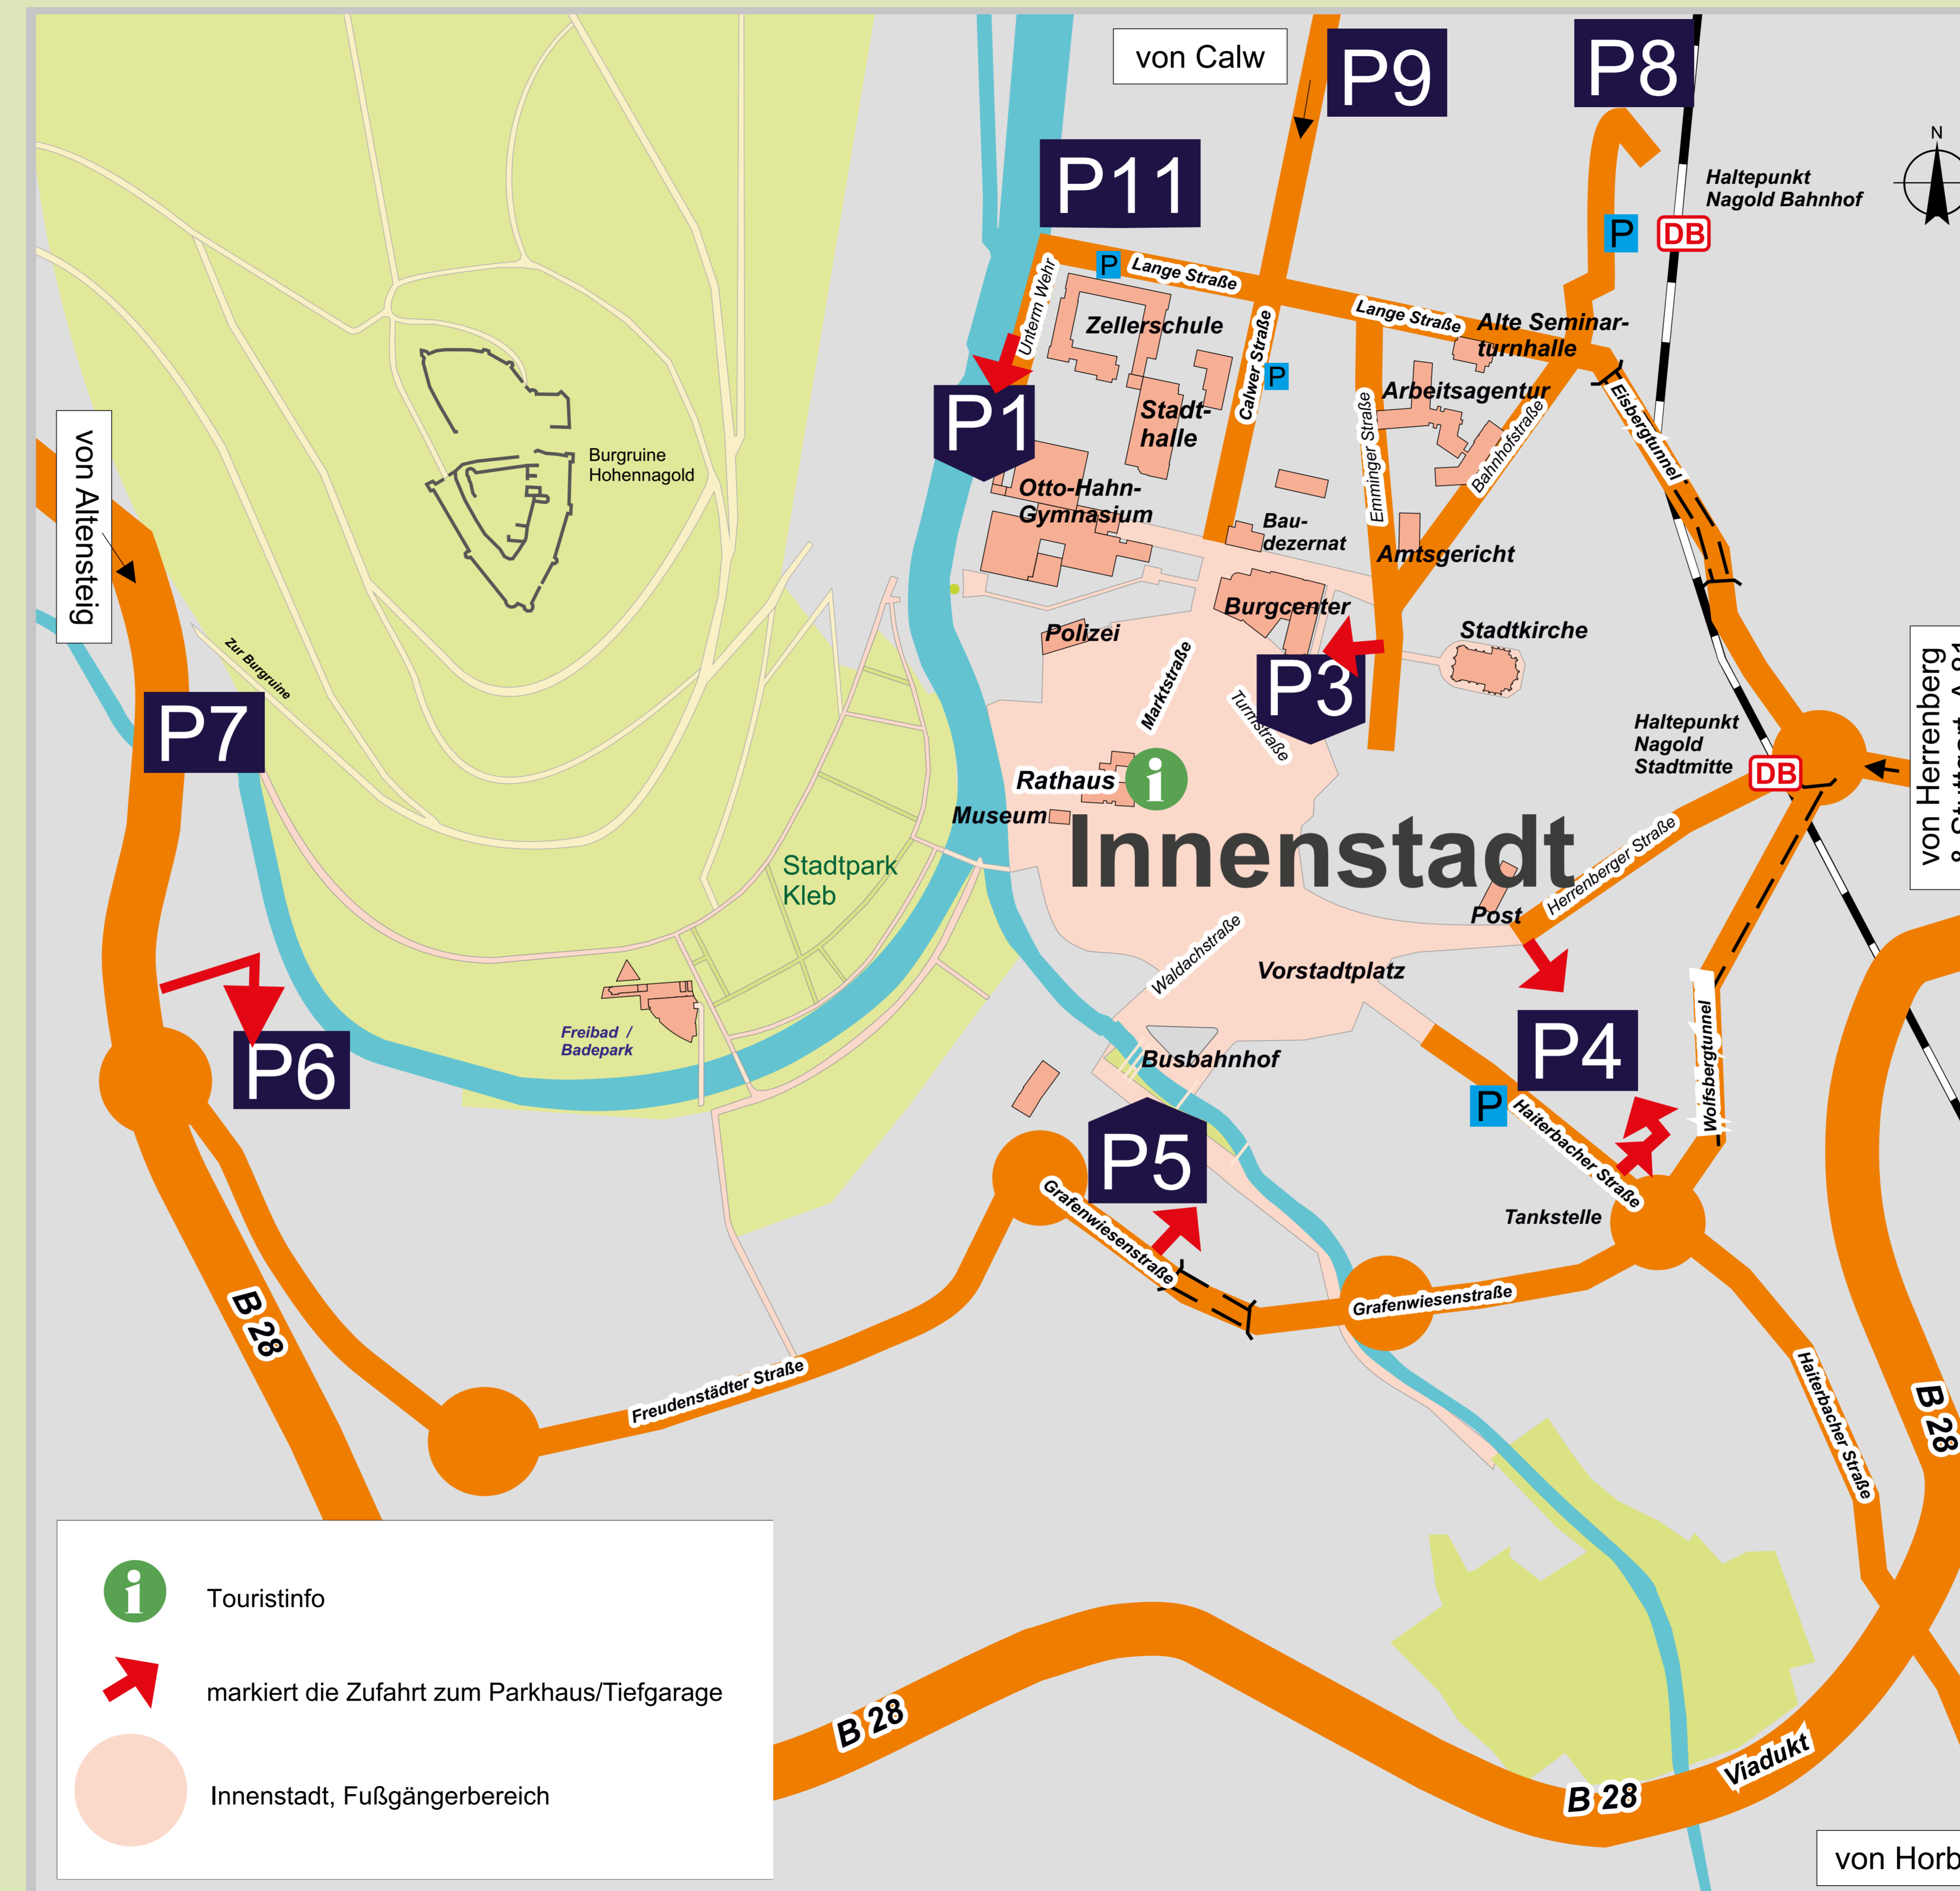 von Calw
P9
P8
N
P11
Haltepunkt
Nagold Bahnhof
P
DB
P
Lange Straße
Unterm Wehr
Zellerschule
Lange Straße
Alte Seminar-
turnhalle
Calwer Straße
P
Arbeitsagentur
Emminger Straße
Bahnhofstraße
Eisbergtunnel
P1
Stadt-
halle
von Altensteig
Burgruine
Hohennagold
Otto-Hahn-
Gymnasium
Bau-
dezernat
Amtsgericht
Burgcenter
Polizei
Stadtkirche
Zur Burgruine
Marktstraße
Turmstraße
P3
P7
Haltepunkt
Nagold
Stadtmitte
DB
von Herrenberg
Rathaus
i
Museum
Innenstadt
Stadtpark
Kleb
Herrenberger Straße
Post
Waldachstraße
Vorstadtplatz
Freibad /
Badepark
P6
Busbahnhof
P4
P
Haiterbacher Straße
Wolfsbergtunnel
P5
Grafenwiesenstraße
Tankstelle
Grafenwiesenstraße
B 28
Freudenstädter Straße
Haiterbacher Straße
B 28
i
Touristinfo
markiert die Zufahrt zum Parkhaus/Tiefgarage
Innenstadt, Fußgängerbereich
B 28
B 28
Viadukt
von Horb